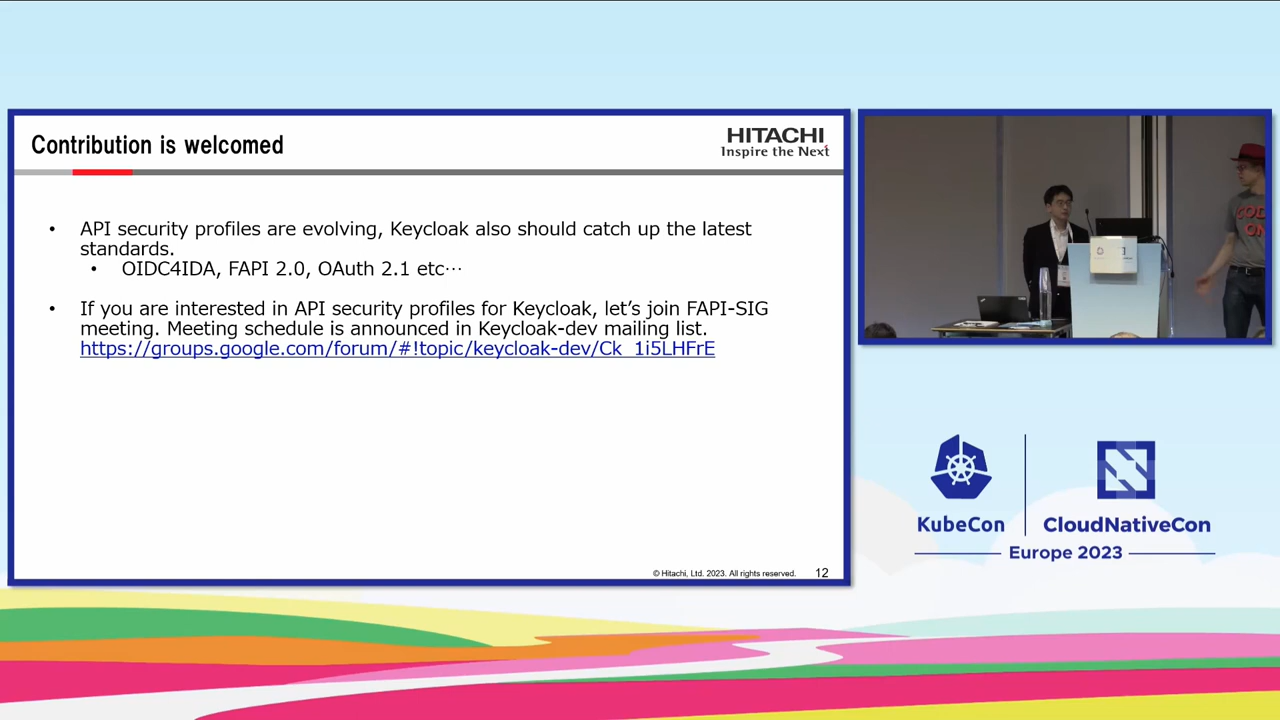 Contribution is welcomed
HITACHI
Inspire the Next
• API security profiles are evolving, Keycloak also should catch up the latest
standards.
• OIDC4IDA, FAPI 2.0, OAuth 2.1 etc…
• If you are interested in API security profiles for Keycloak, let's join FAPI-SIG
meeting. Meeting schedule is announced in Keycloak-dev mailing list.
https://groups.google.com/forum/#!topic/keycloak-dev/Ck_1i5LHFrE
© Hitachi, Ltd. 2023. All rights reserved. 12
KubeCon
CloudNativeCon
Europe 2023